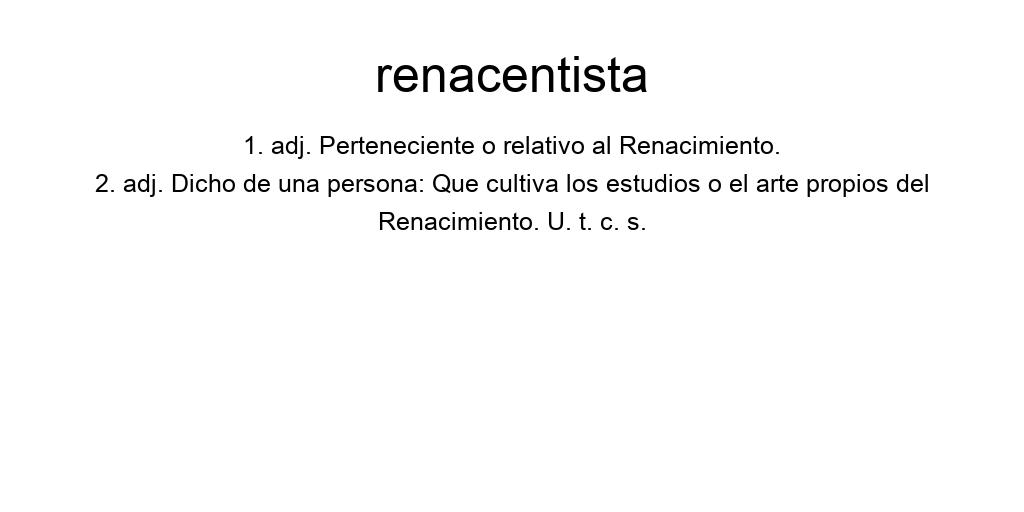 renacentista
1. adj. Perteneciente o relativo al Renacimiento.
2. adj. Dicho de una persona: Que cultiva los estudios o el arte propios del
Renacimiento. U. t. c. s.